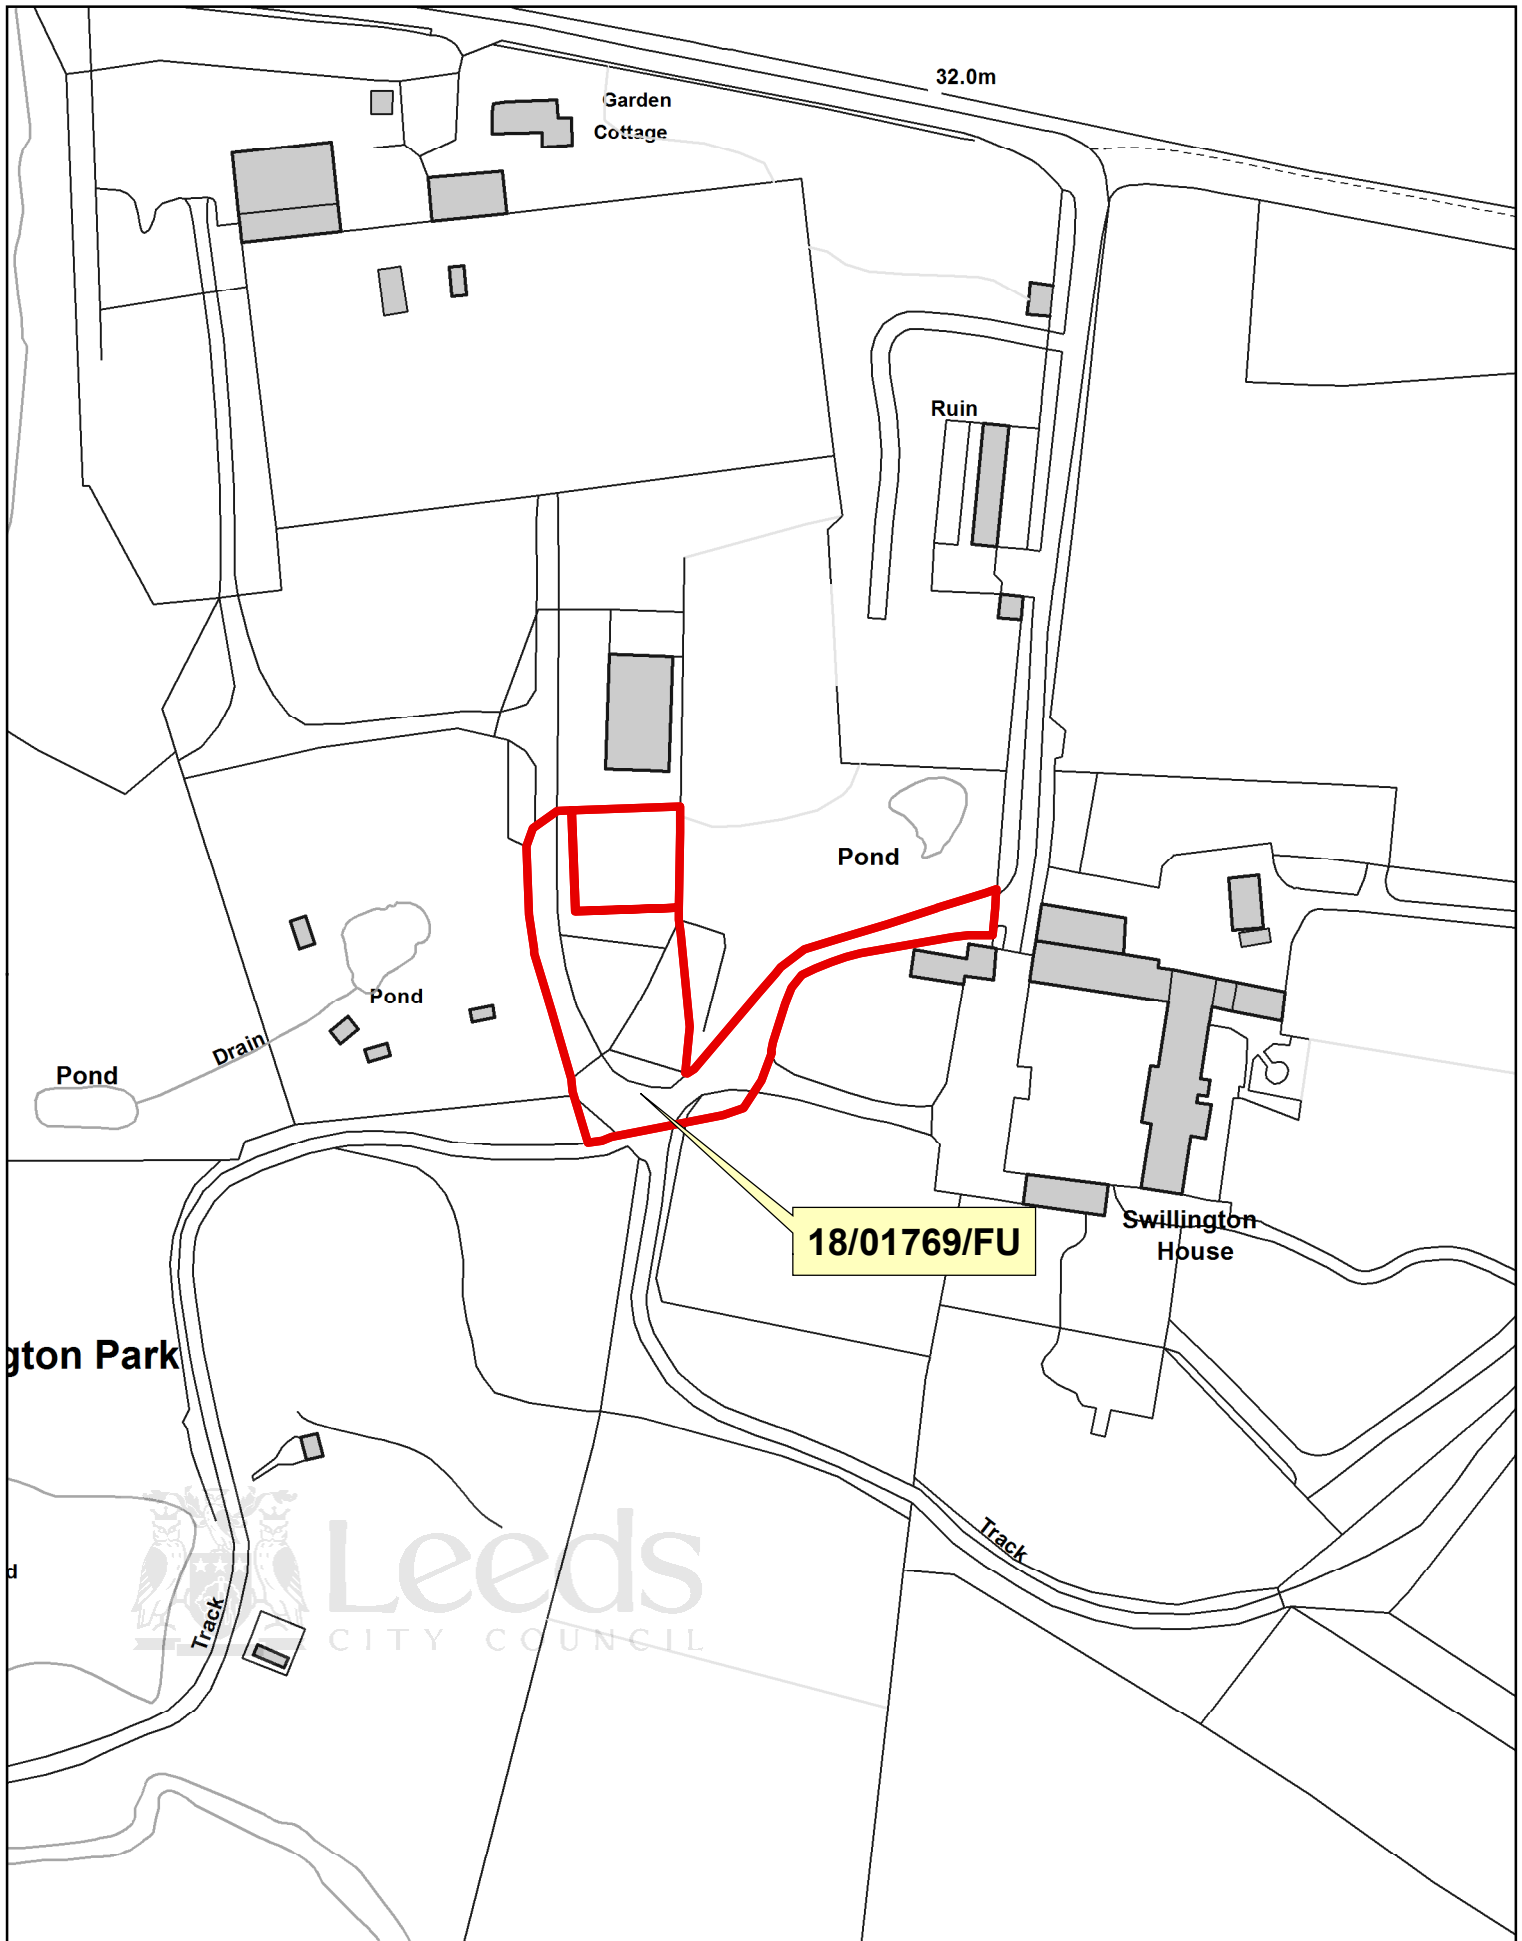 32.0m
Garden
Cottage
Ruin
Pond
Pond
Drain
Pond
18/01769/FU
Swillington
House
gton Park
Track
Leeds
CITY COUNCIL
d
Track